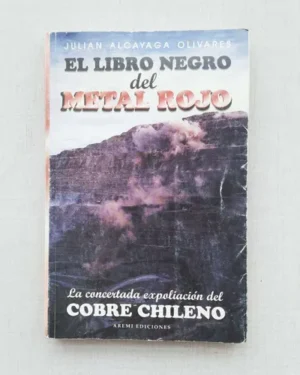 JULIAN ALCAYAGA OLIVARES
EL LIBRO NEGRO
del
METAL ROJO
La concertada expoliación del
COBRE CHILENO
AREMI EDICIONES